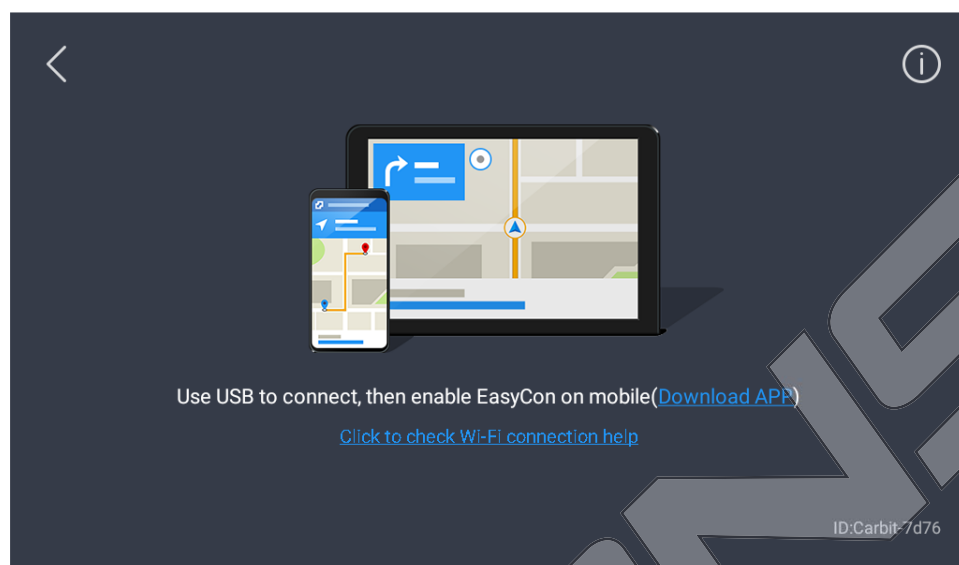 Use USB to connect, then enable EasyCon on mobile(Download APP)
Click to check Wi-Fi connection help
ID:Carbit-7d76